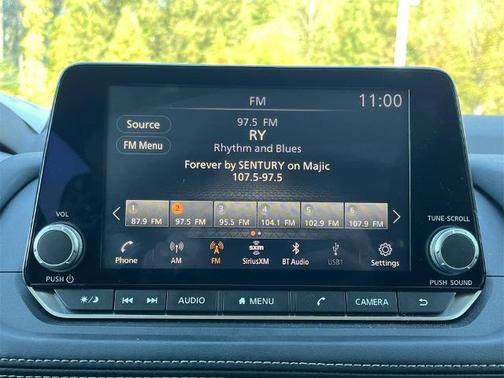 FM
11:00
Source
FM Menu
97.5 FM
RY
Rhythm and Blues
Forever by SENTURY on Majic
107.5-97.5
1 2 3 4 5 6
87.9 FM 97.5 FM 95.5 FM 104.1 FM 102.9 FM 107.9 FM
VOL
TUNE·SCROLL
Phone AM FM SiriusXM BT Audio USB1 Settings
sxm
PUSH
PUSH SOUND
AUDIO MENU CAMERA